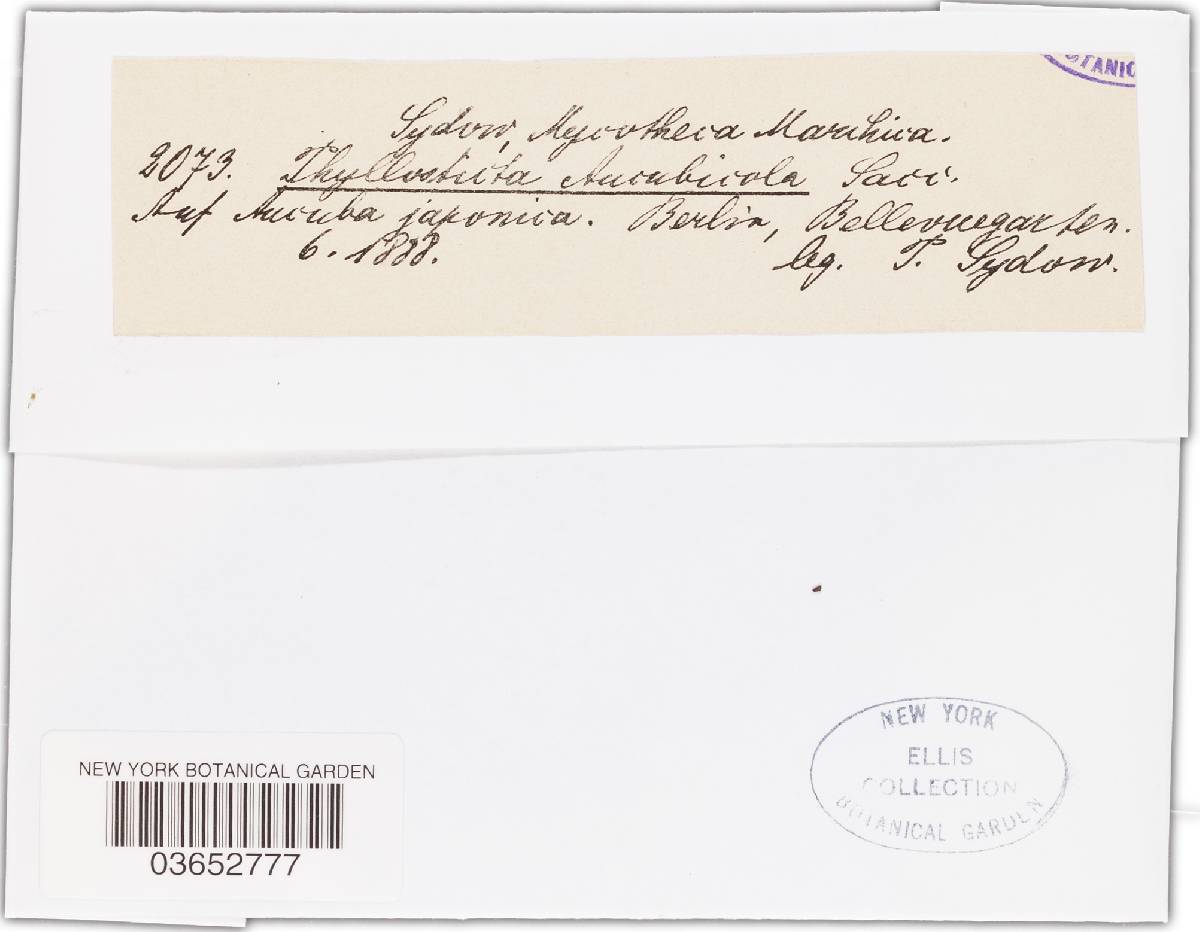 BOTANIC
Sydow, Mycotheca Marchica.
2073. Phyllosticta Aucubicola Sacc.
Auf Aucuba japonica. Berlin, Bellevuegarten.
6. 1888. leg. P. Sydow.
NEW YORK
ELLIS
COLLECTION
BOTANICAL GARDEN
NEW YORK BOTANICAL GARDEN
03652777